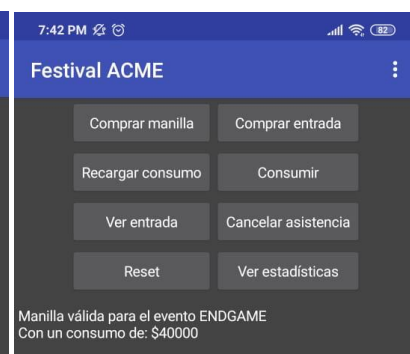 7:42 PM 82
Festival ACME
Comprar manilla Comprar entrada
Recargar consumo Consumir
Ver entrada Cancelar asistencia
Reset Ver estadísticas
Manilla válida para el evento ENDGAME
Con un consumo de: $40000